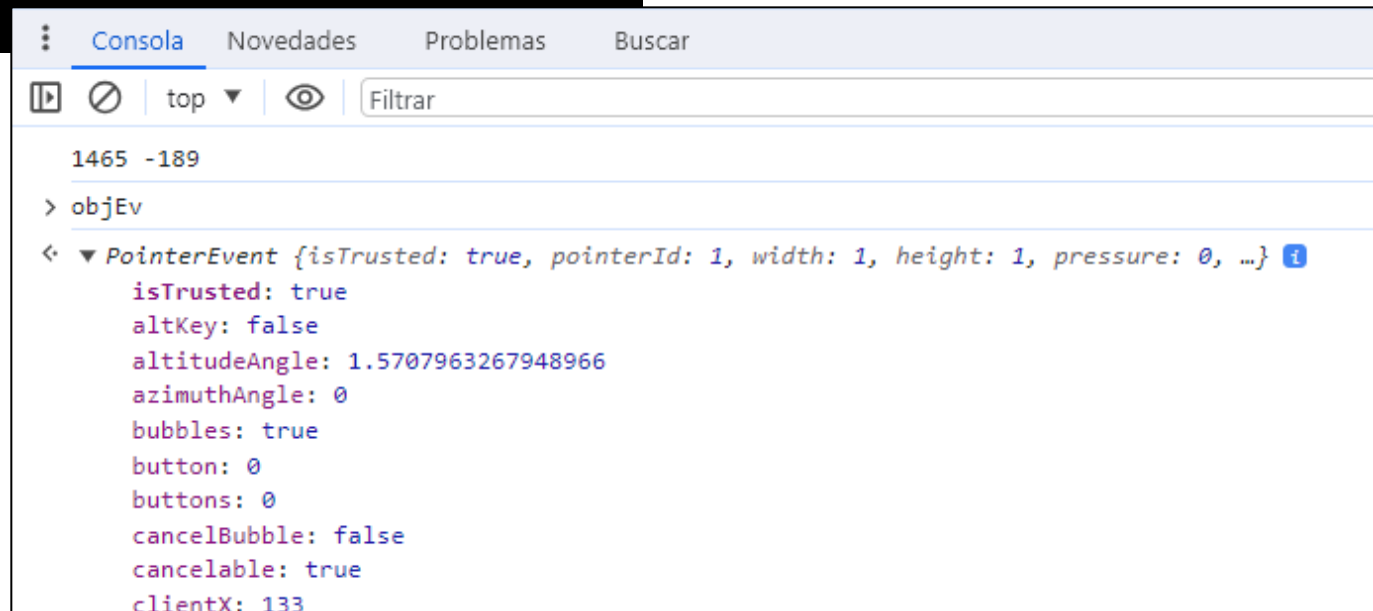 Consola Novedades Problemas Buscar
top Filtrar
1465 -189
> objEv
PointerEvent {isTrusted: true, pointerId: 1, width: 1, height: 1, pressure: 0, …}
isTrusted: true
altKey: false
altitudeAngle: 1.5707963267948966
azimuthAngle: 0
bubbles: true
button: 0
buttons: 0
cancelBubble: false
cancelable: true
clientX: 133